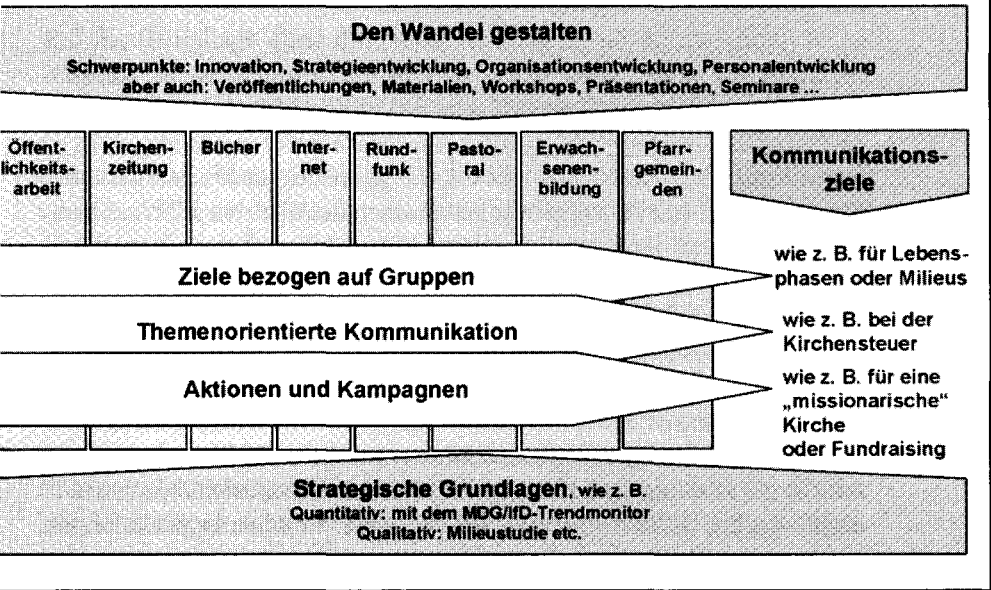 Den Wandel gestalten
Schwerpunkte: Innovation, Strategieentwicklung, Organisationsentwicklung, Personalentwicklung
aber auch: Veröffentlichungen, Materialien, Workshops, Präsentationen, Seminare ...
Öffent-
lichkeits-
arbeit
Kirchen-
zeitung
Bücher
Inter-
net
Rund-
funk
Pasto-
ral
Erwach-
senen-
bildung
Pfarr-
gemein-
den
Kommunikations-
ziele
Ziele bezogen auf Gruppen
wie z. B. für Lebens-
phasen oder Milieus
Themenorientierte Kommunikation
wie z. B. bei der
Kirchensteuer
Aktionen und Kampagnen
wie z. B. für eine
„missionarische“
Kirche
oder Fundraising
Strategische Grundlagen, wie z. B.
Quantitativ: mit dem MDG/IfD-Trendmonitor
Qualitativ: Milieustudie etc.